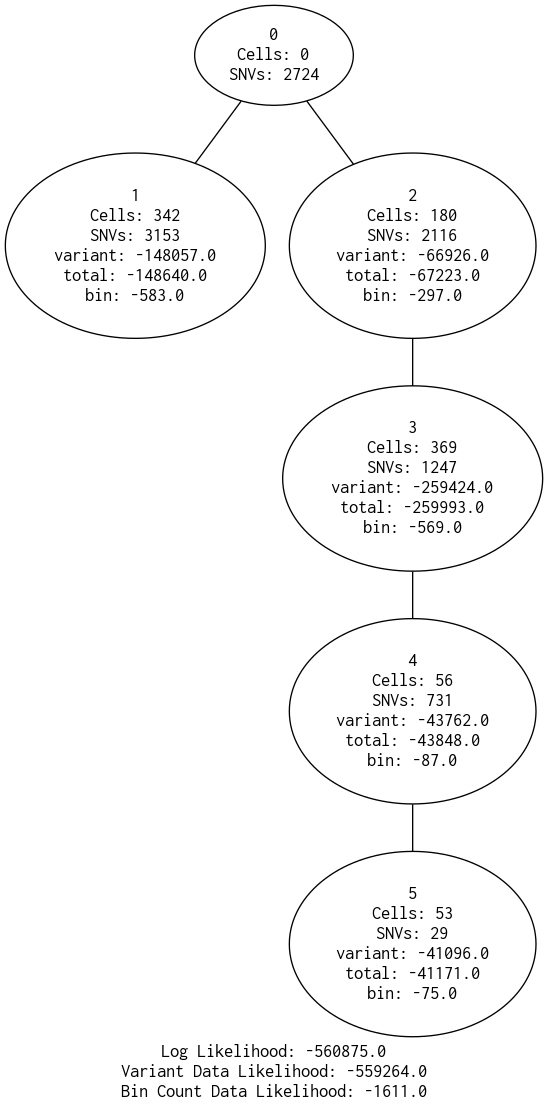 0
Cells: 0
SNVs: 2724
1
Cells: 342
SNVs: 3153
variant: -148057.0
total: -148640.0
bin: -583.0
2
Cells: 180
SNVs: 2116
variant: -66926.0
total: -67223.0
bin: -297.0
3
Cells: 369
SNVs: 1247
variant: -259424.0
total: -259993.0
bin: -569.0
4
Cells: 56
SNVs: 731
variant: -43762.0
total: -43848.0
bin: -87.0
5
Cells: 53
SNVs: 29
variant: -41096.0
total: -41171.0
bin: -75.0
Log Likelihood: -560875.0
Variant Data Likelihood: -559264.0
Bin Count Data Likelihood: -1611.0